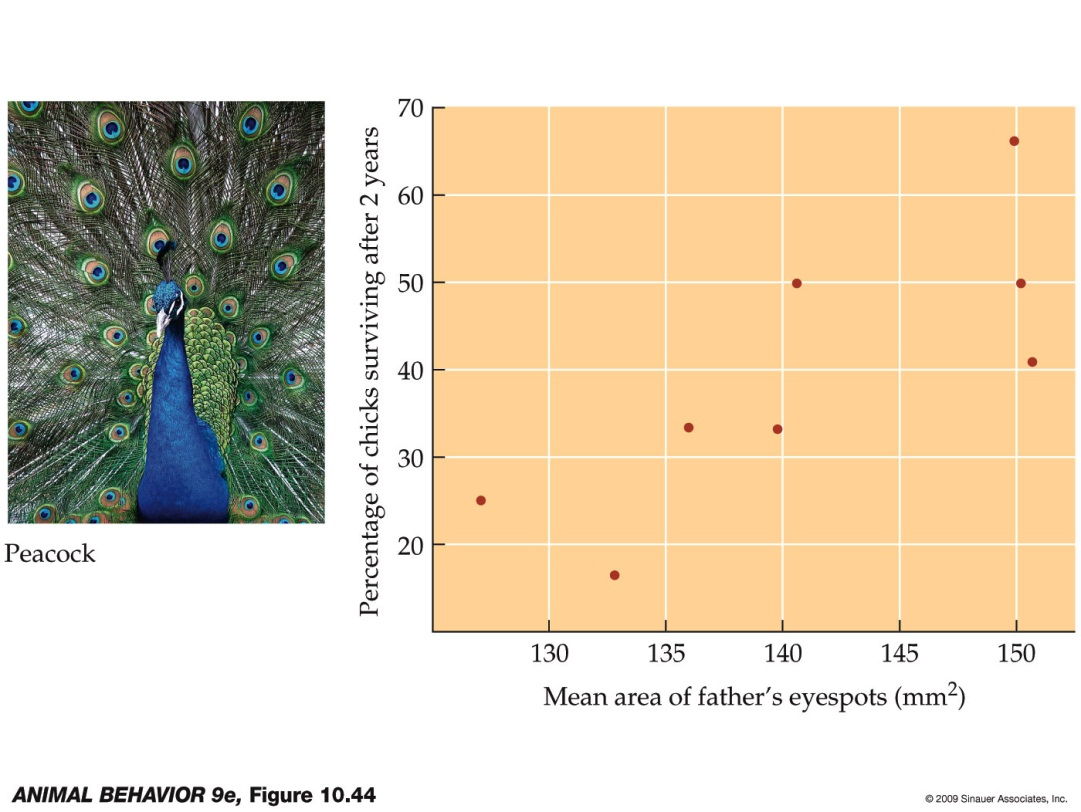 70
60
50
40
30
20
Percentage of chicks surviving after 2 years
130 135 140 145 150
Mean area of father’s eyespots (mm²)
Peacock
ANIMAL BEHAVIOR 9e, Figure 10.44
© 2009 Sinauer Associates, Inc.